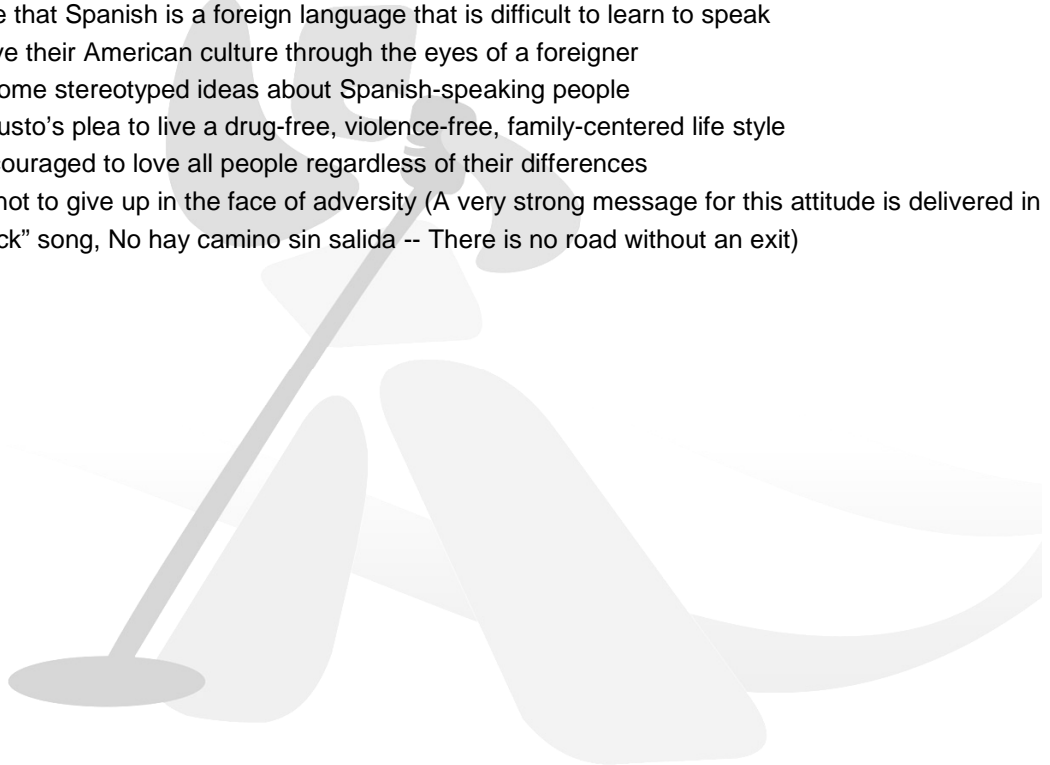 e that Spanish is a foreign language that is difficult to learn to speak
ve their American culture through the eyes of a foreigner
ome stereotyped ideas about Spanish-speaking people
usto’s plea to live a drug-free, violence-free, family-centered life style
couraged to love all people regardless of their differences
not to give up in the face of adversity (A very strong message for this attitude is delivered in
ck” song, No hay camino sin salida -- There is no road without an exit)